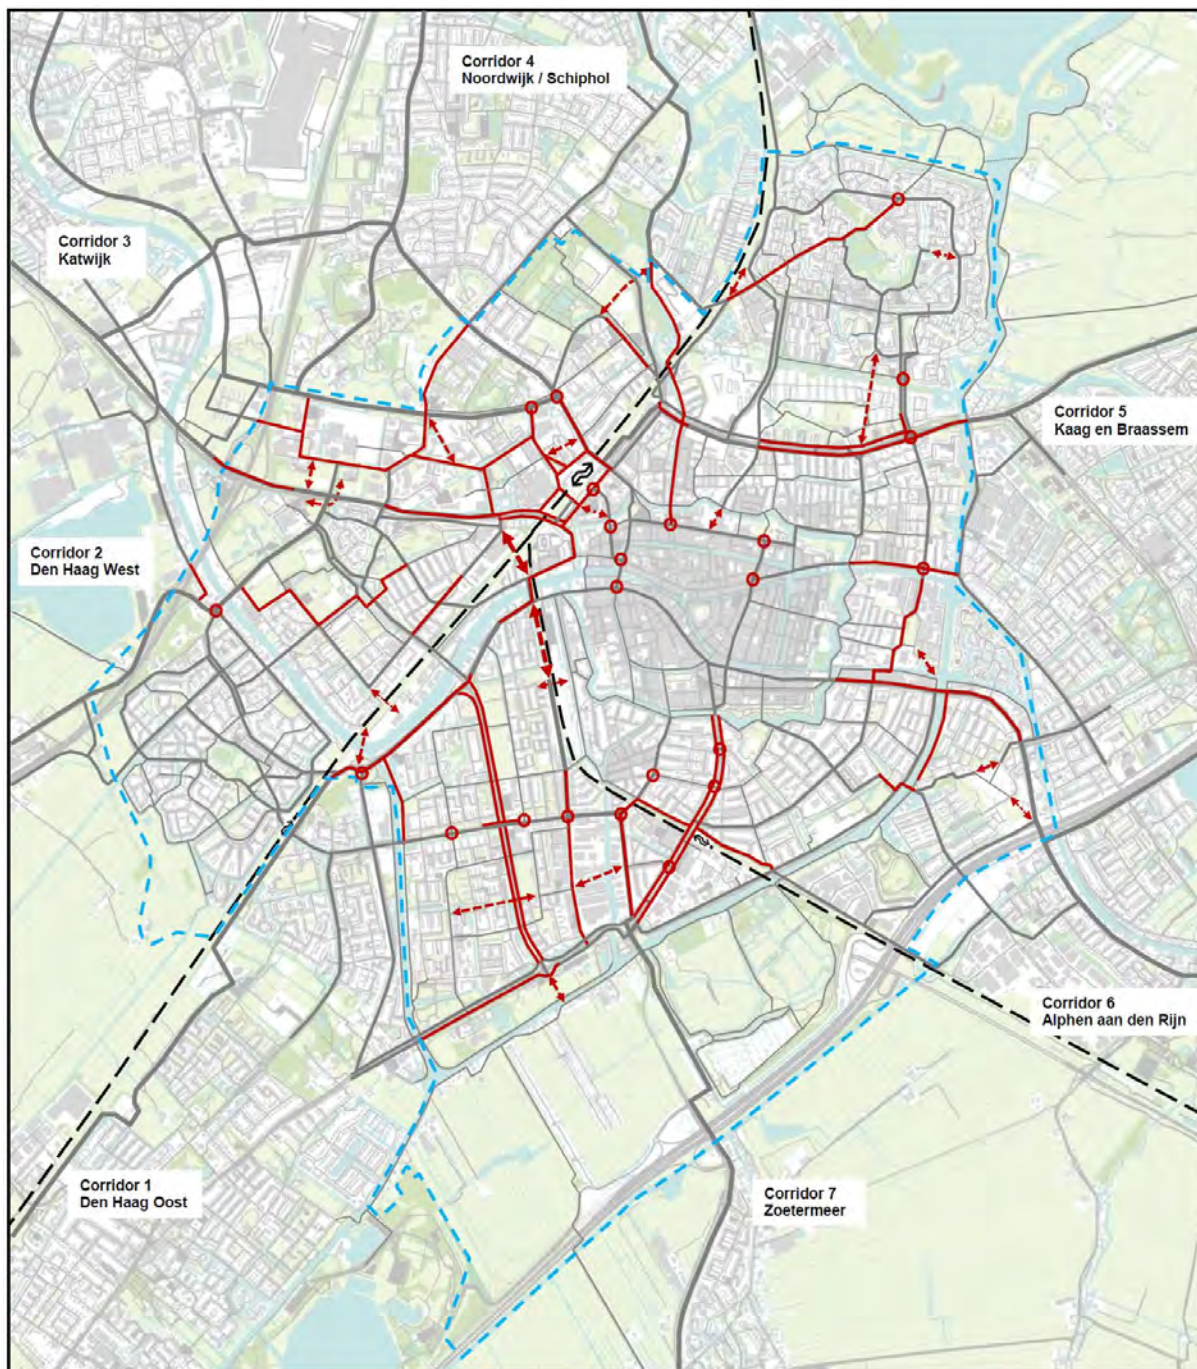 Corridor 4
Noordwijk / Schiphol
Corridor 3
Katwijk
Corridor 5
Kaag en Braassem
Corridor 2
Den Haag West
Corridor 6
Alphen aan den Rijn
Corridor 1
Den Haag Oost
Corridor 7
Zoetermeer